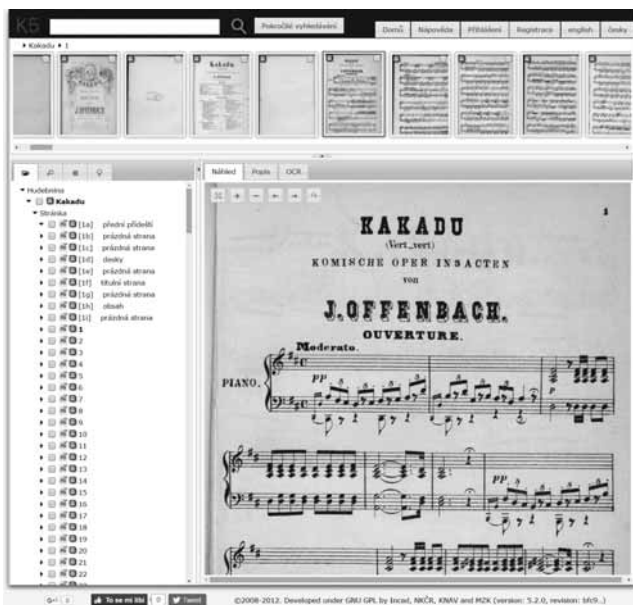 K5
Pokročilé vyhledávání
Domů
Nápověda
Přihlášení
Registrace
english
česky
Kakadu
1
Náhled
Popis
OCR
Hudebnina
Kakadu
Stránka
[1a] přední přídeští
[1b] prázdná strana
[1c] prázdná strana
[1d] desky
[1e] prázdná strana
[1f] titulní strana
[1g] prázdná strana
[1h] obsah
[1i] prázdná strana
1
2
3
4
5
6
7
8
9
10
11
12
13
14
15
16
17
18
19
20
21
22
1
KAKADU
(Vert_vert)
KOMISCHE OPER IN 3 ACTEN
von
J. OFFENBACH.
OUVERTURE.
Moderato.
PIANO.
pp
p
pp
To se mi líbí
0
Tweet
©2008-2012. Developed under GNU GPL by Incad, NKČR, KNAV and MZK (version: 5.2.0, revision: bfc9..)